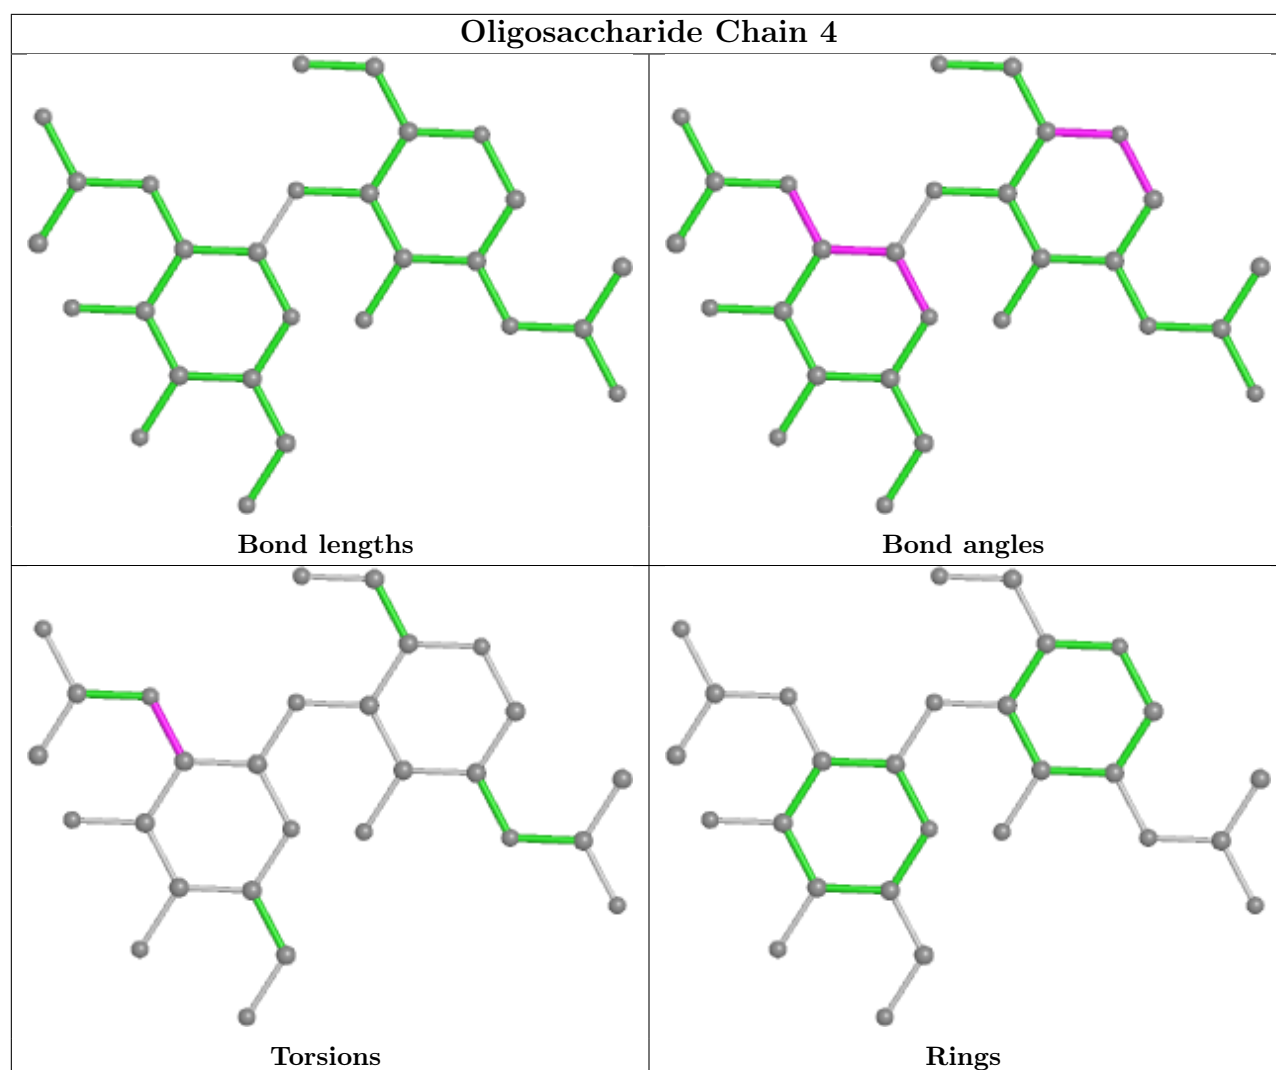 Oligosaccharide Chain 4
Bond lengths
Bond angles
Torsions
Rings